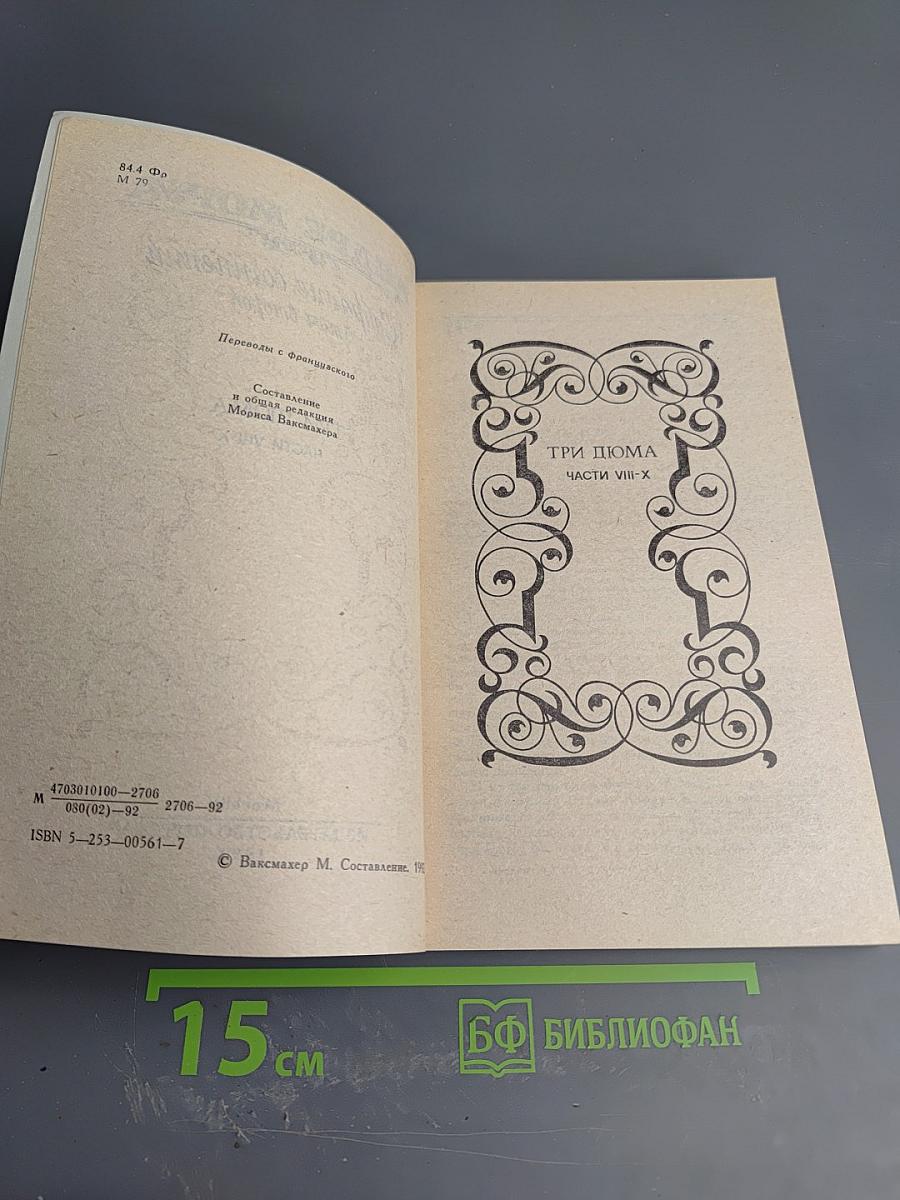 84.4 Фр
М 79
Переводы с французского
Составление
и общая редакция
Мориса Ваксмахера
М 4703010100—2706
080(02)—92 2706—92
ISBN 5—253—00561—7
© Ваксмахер М. Составление.
ТРИ ДЮМА
ЧАСТИ VIII-X
15 см
БФ БИБЛИОФАН